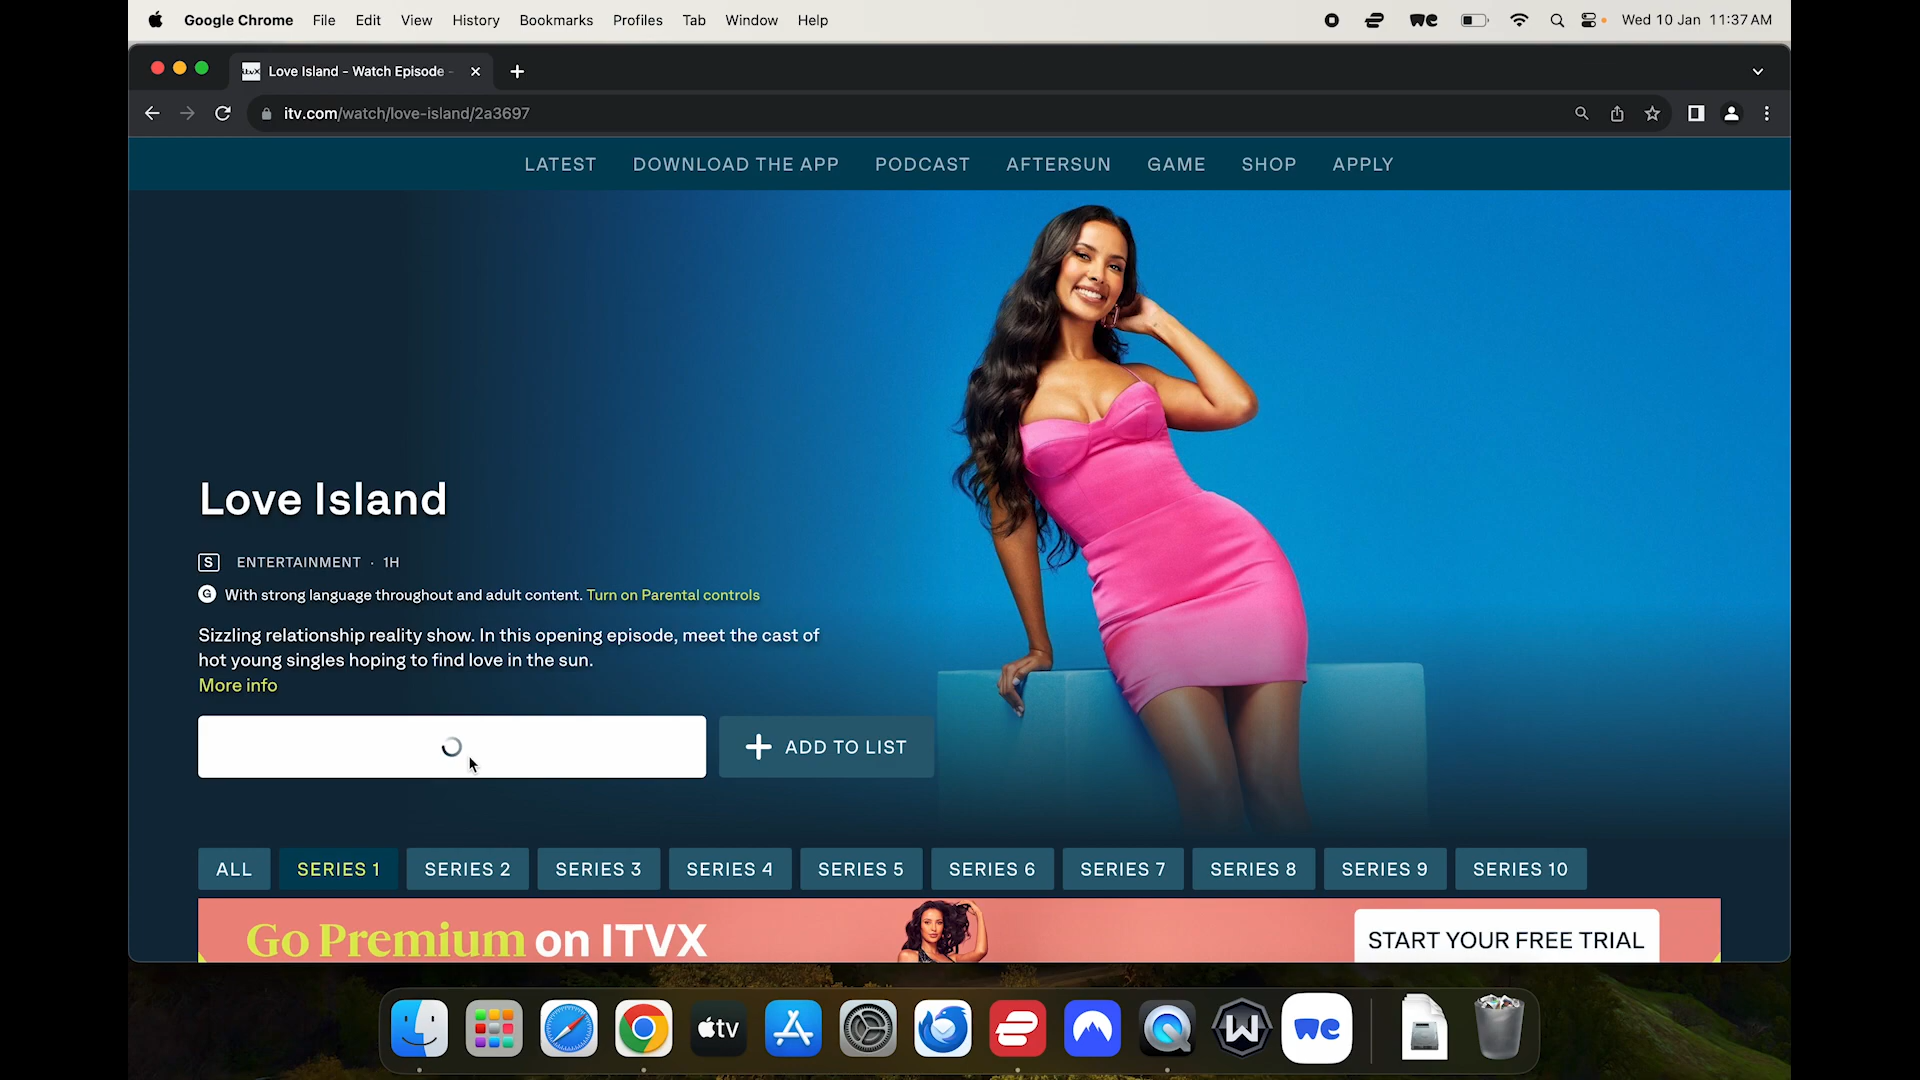 Google Chrome File Edit View History Bookmarks Profiles Tab Window Help
we
Wed 10 Jan 11:37 AM
itvX Love Island - Watch Episode -
itv.com/watch/love-island/2a3697
LATEST DOWNLOAD THE APP PODCAST AFTERSUN GAME SHOP APPLY
Love Island
S ENTERTAINMENT · 1H
G With strong language throughout and adult content. Turn on Parental controls
Sizzling relationship reality show. In this opening episode, meet the cast of
hot young singles hoping to find love in the sun.
More info
ADD TO LIST
ALL SERIES 1 SERIES 2 SERIES 3 SERIES 4 SERIES 5 SERIES 6 SERIES 7 SERIES 8 SERIES 9 SERIES 10
Go Premium on ITVX START YOUR FREE TRIAL
tv W we